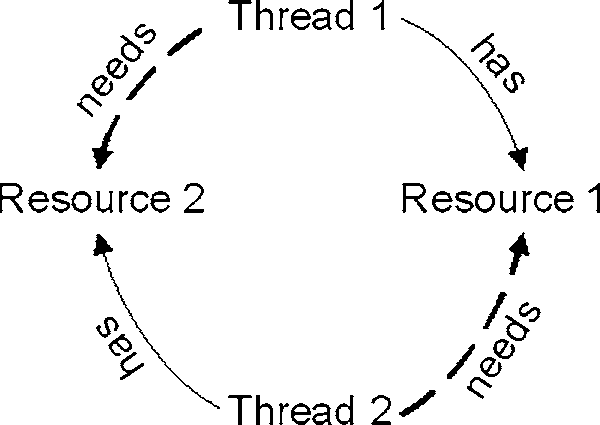 Thread 1
needs
has
Resource 2
Resource 1
has
needs
Thread 2